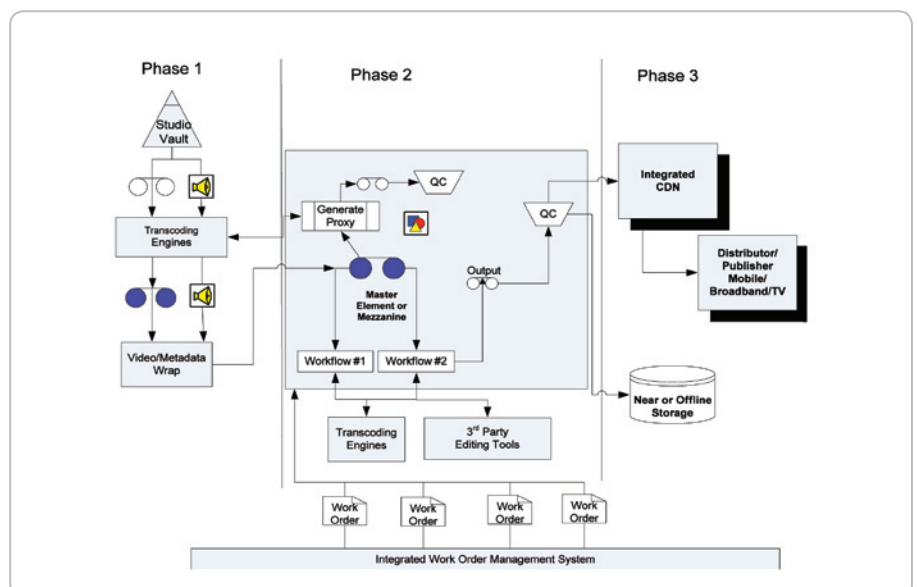 Phase 1
Phase 2
Phase 3
Studio
Vault
Transcoding
Engines
Video/Metadata
Wrap
Generate
Proxy
QC
Master
Element or
Mezzanine
Workflow #1
Workflow #2
Output
QC
Transcoding
Engines
3rd Party
Editing Tools
Integrated
CDN
Distributor/
Publisher
Mobile/
Broadband/TV
Near or Offline
Storage
Work
Order
Work
Order
Work
Order
Work
Order
Integrated Work Order Management System